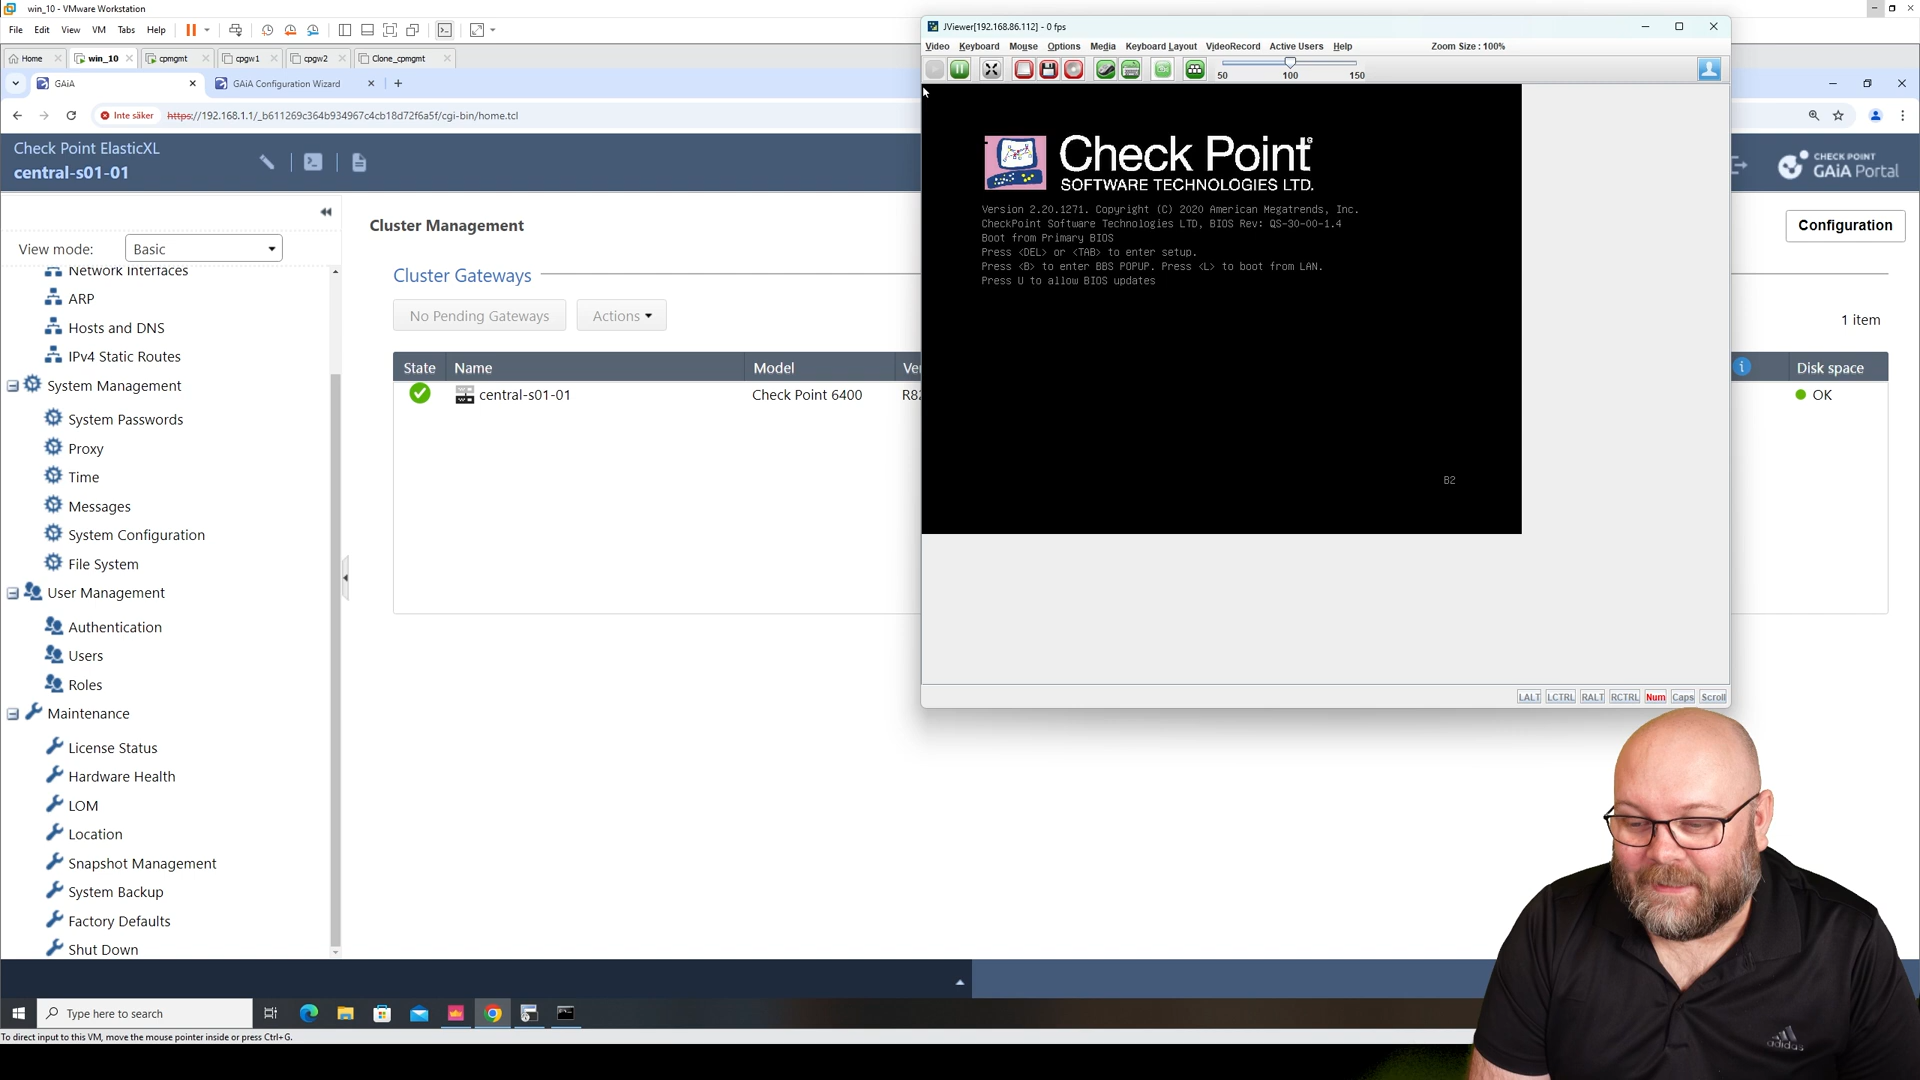 win_10 - VMware Workstation
File Edit View VM Tabs Help
Home win_10 cpmgmt cpgw1 cpgw2 Clone_cpmgmt
GAiA GAiA Configuration Wizard
Inte säker https://192.168.1.1/_b611269c364b934967c4cb18d72f6a5f/cgi-bin/home.tcl
Check Point ElasticXL
central-s01-01
CHECK POINT
GAiA Portal
View mode: Basic
Network Interfaces
ARP
Hosts and DNS
IPv4 Static Routes
System Management
System Passwords
Proxy
Time
Messages
System Configuration
File System
User Management
Authentication
Users
Roles
Maintenance
License Status
Hardware Health
LOM
Location
Snapshot Management
System Backup
Factory Defaults
Shut Down
Cluster Management
Configuration
Cluster Gateways
No Pending Gateways Actions
1 item
State Name Model Disk space
central-s01-01 Check Point 6400 OK
JViewer[192.168.86.112] - 0 fps
Video Keyboard Mouse Options Media Keyboard Layout VideoRecord Active Users Help Zoom Size : 100%
50 100 150
Check Point
SOFTWARE TECHNOLOGIES LTD.
Version 2.20.1271. Copyright (C) 2020 American Megatrends, Inc.
CheckPoint Software Technologies LTD, BIOS Rev: QS-30-00-1.4
Boot from Primary BIOS
Press <DEL> or <TAB> to enter setup.
Press <B> to enter BBS POPUP. Press <L> to boot from LAN.
Press U to allow BIOS updates
B2
LALT LCTRL RALT RCTRL Num Caps Scroll
Type here to search
To direct input to this VM, move the mouse pointer inside or press Ctrl+G.
adidas